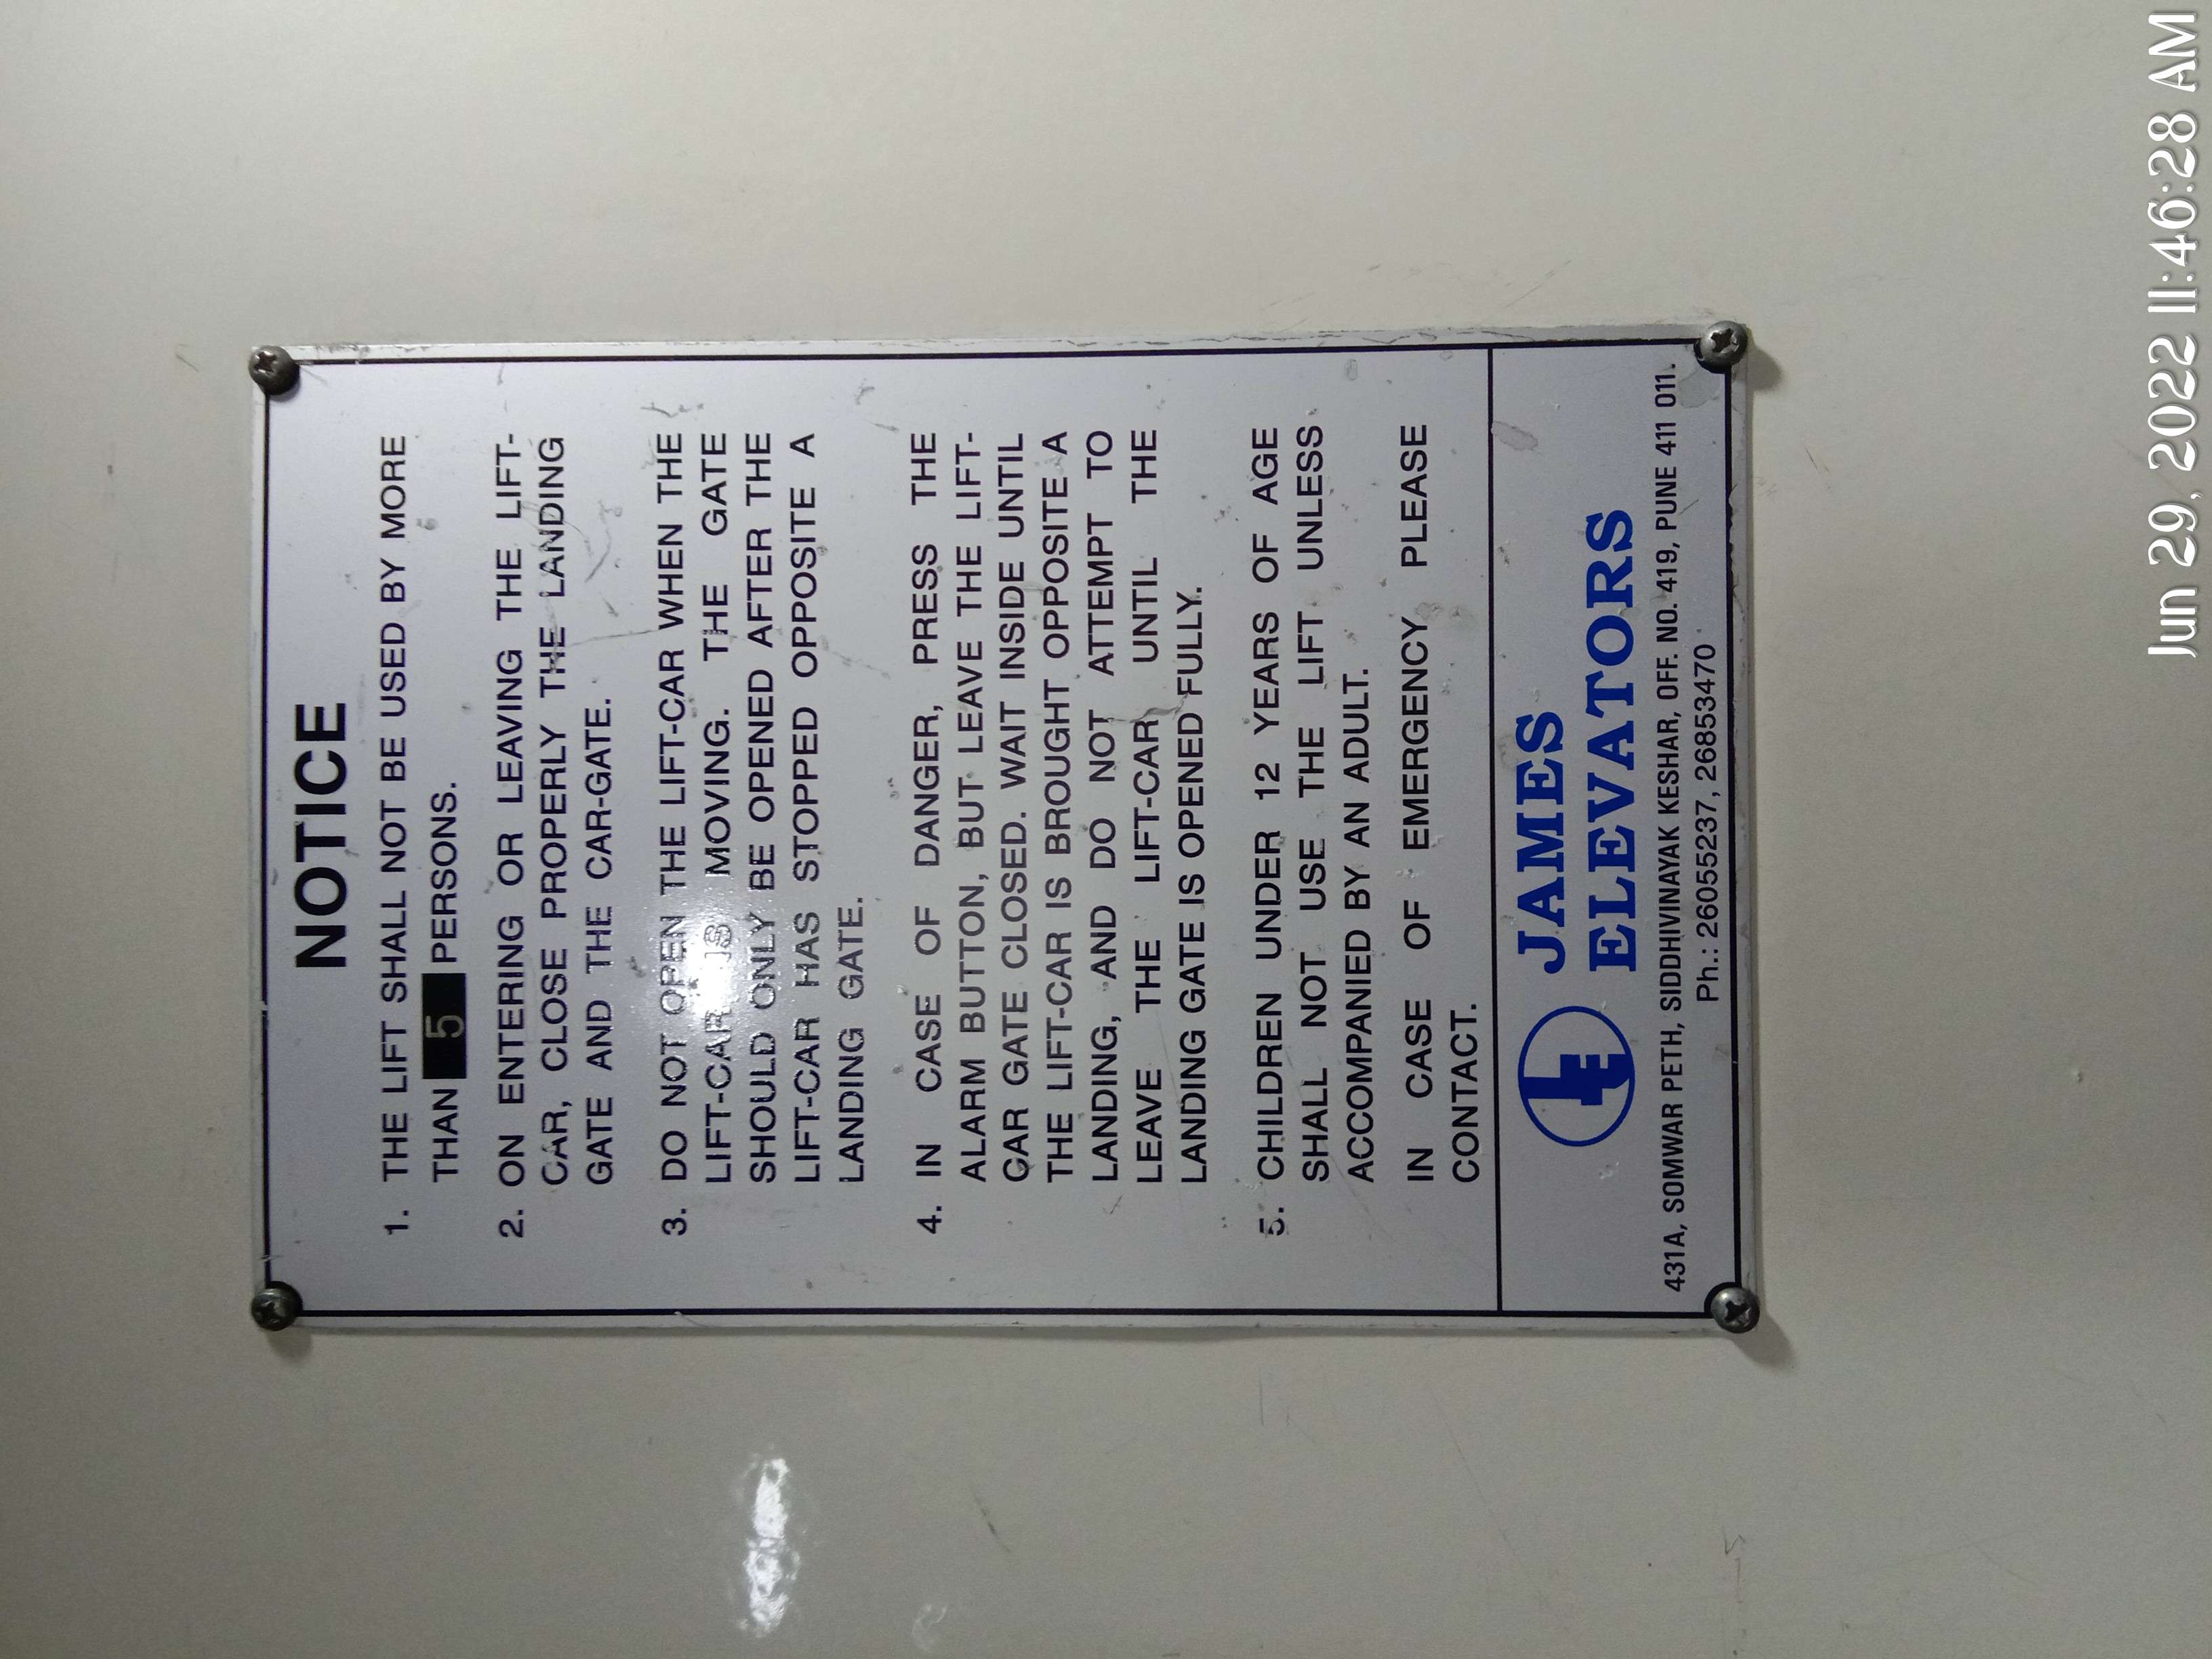 NOTICE
1. THE LIFT SHALL NOT BE USED BY MORE
THAN 5 PERSONS.
2. ON ENTERING OR LEAVING THE LIFT-
CAR, CLOSE PROPERLY THE LANDING
GATE AND THE CAR-GATE.
3. DO NOT OPEN THE LIFT-CAR WHEN THE
LIFT-CAR IS MOVING. THE GATE
SHOULD ONLY BE OPENED AFTER THE
LIFT-CAR HAS STOPPED OPPOSITE A
LANDING GATE.
4. IN CASE OF DANGER, PRESS THE
ALARM BUTTON, BUT LEAVE THE LIFT-
CAR GATE CLOSED. WAIT INSIDE UNTIL
THE LIFT-CAR IS BROUGHT OPPOSITE A
LANDING, AND DO NOT ATTEMPT TO
LEAVE THE LIFT-CAR UNTIL THE
LANDING GATE IS OPENED FULLY.
5. CHILDREN UNDER 12 YEARS OF AGE
SHALL NOT USE THE LIFT UNLESS
ACCOMPANIED BY AN ADULT.
IN CASE OF EMERGENCY PLEASE
CONTACT.
JAMES
ELEVATORS
431A, SOMWAR PETH, SIDDHIVINAYAK KESHAR, OFF. NO. 419, PUNE 411 011.
Ph.: 26055237, 26853470
Jun 29, 2022 11:46:28 AM